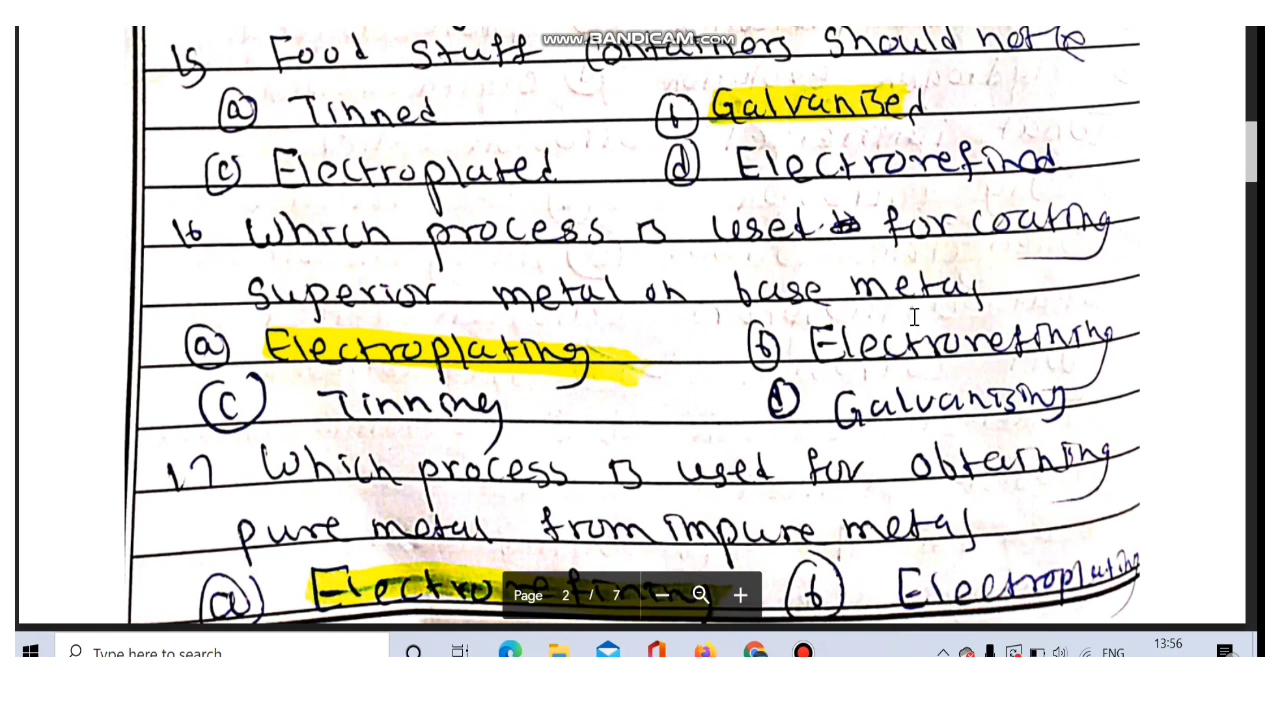 www.BANDICAM.com
15 Food Stuff Containers Should not be
(a) Tinned (b) Galvanised
(c) Electroplated (d) Electrorefined
16 Which process is used for coating
superior metal on base metal
(a) Electroplating (b) Electrorefining
(c) Tinning (d) Galvanizing
17 Which process is used for obtaining
pure metal from impure metal
(a) Electrorefining (b) Electroplating
Page 2 / 7
Type here to search
ENG
13:56